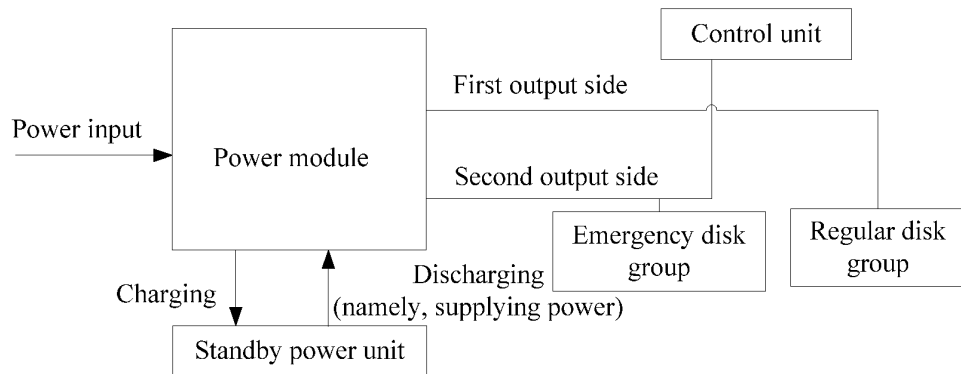 Control unit
First output side
Power input
Power module
Second output side
Emergency disk
group
Regular disk
group
Charging
Discharging
(namely, supplying power)
Standby power unit